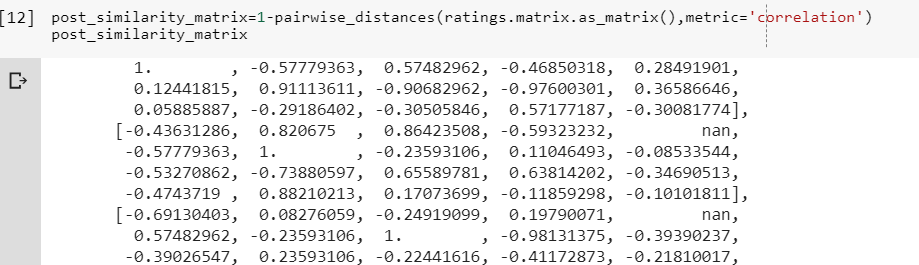 [12] post_similarity_matrix=1-pairwise_distances(ratings.matrix.as_matrix(),metric='correlation')
post_similarity_matrix
1. , -0.57779363, 0.57482962, -0.46850318, 0.28491901,
0.12441815, 0.91113611, -0.90682962, -0.97600301, 0.36586646,
0.05885887, -0.29186402, -0.30505846, 0.57177187, -0.30081774],
[-0.43631286, 0.820675 , 0.86423508, -0.59323232, nan,
-0.57779363, 1. , -0.23593106, 0.11046493, -0.08533544,
-0.53270862, -0.73880597, 0.65589781, 0.63814202, -0.34690513,
-0.4743719 , 0.88210213, 0.17073699, -0.11859298, -0.10101811],
[-0.69130403, 0.08276059, -0.24919099, 0.19790071, nan,
0.57482962, -0.23593106, 1. , -0.98131375, -0.39390237,
-0.39026547, 0.23593106, -0.22441616, -0.41172873, -0.21810017,